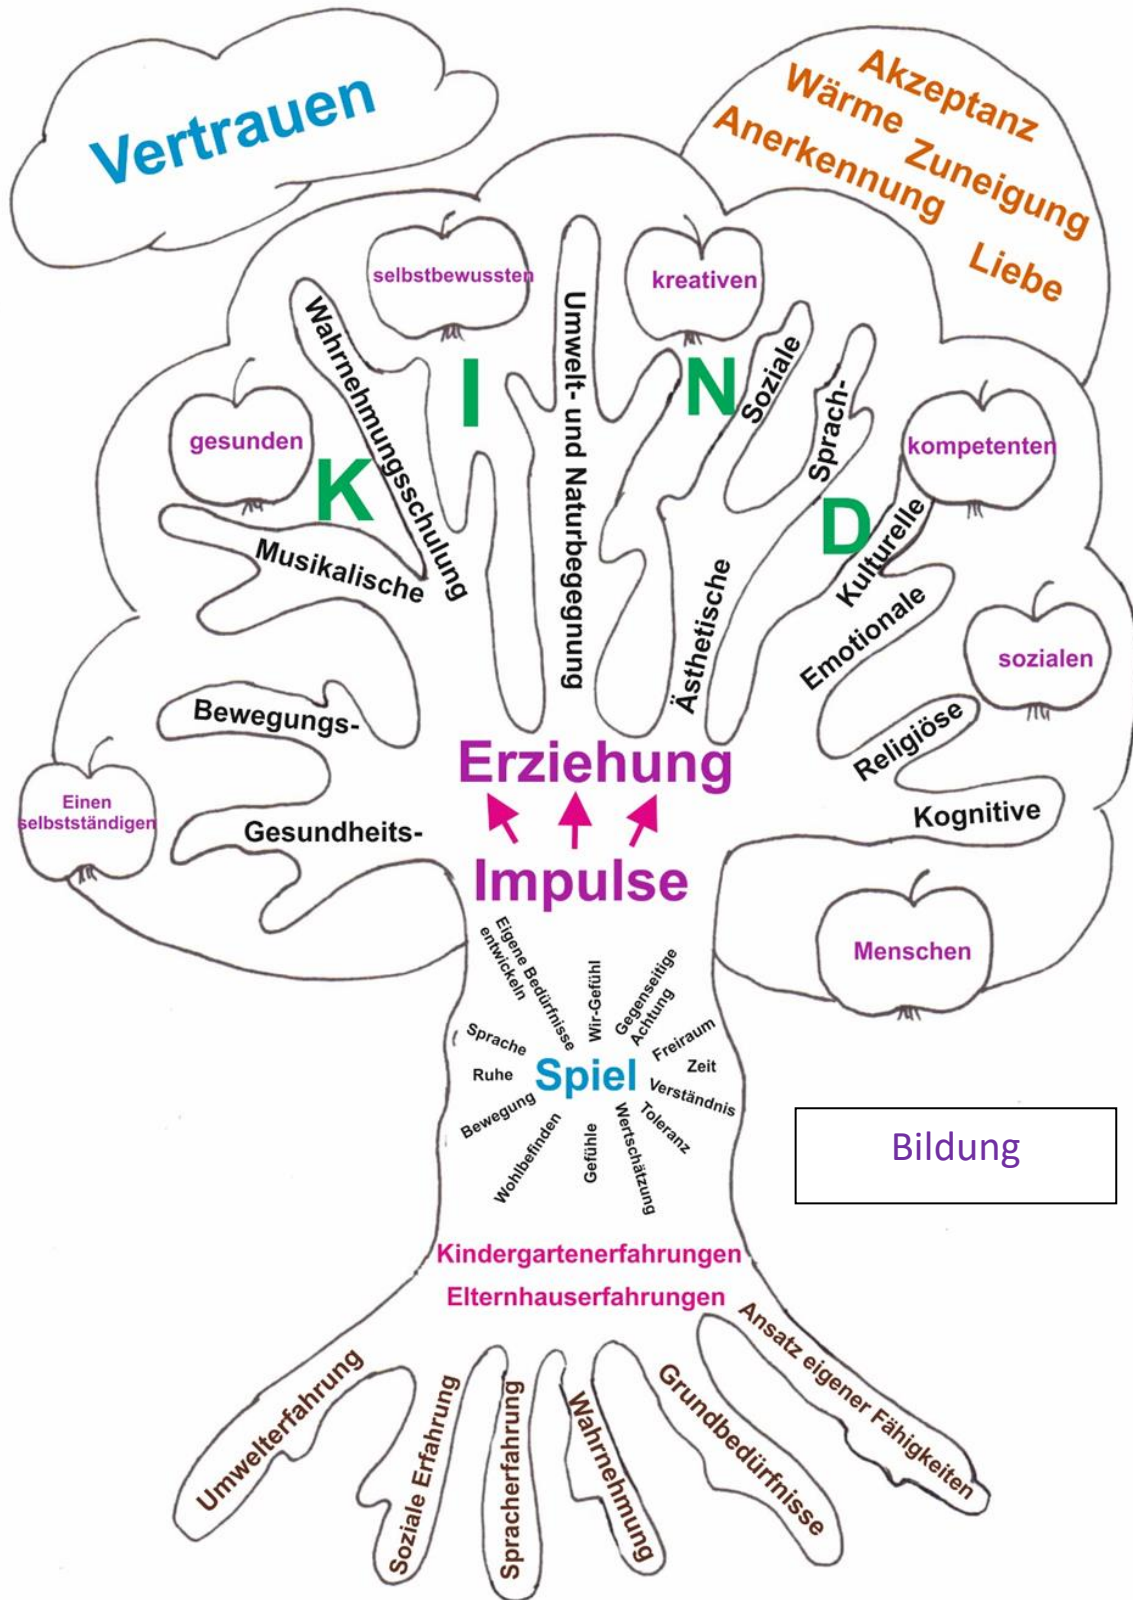 Vertrauen
Akzeptanz
Wärme
Anerkennung
Zuneigung
Liebe
selbstbewussten
kreativen
gesunden
kompetenten
sozialen
Einen
selbstständigen
Menschen
K
I
N
D
Wahrnehmungsschulung
Umwelt- und Naturbegegnung
Soziale
Sprach-
Musikalische
Kulturelle
Ästhetische
Emotionale
Bewegungs-
Religiöse
Gesundheits-
Kognitive
Erziehung
Impulse
Eigene Bedürfnisse
entwickeln
Wir-Gefühl
Gegenseitige
Achtung
Sprache
Freiraum
Ruhe
Spiel
Zeit
Bewegung
Verständnis
Wohlbefinden
Gefühle
Wertschätzung
Toleranz
Bildung
Kindergartenerfahrungen
Elternhauserfahrungen
Umwelterfahrung
Soziale Erfahrung
Spracherfahrung
Wahrnehmung
Grundbedürfnisse
Ansatz eigener Fähigkeiten